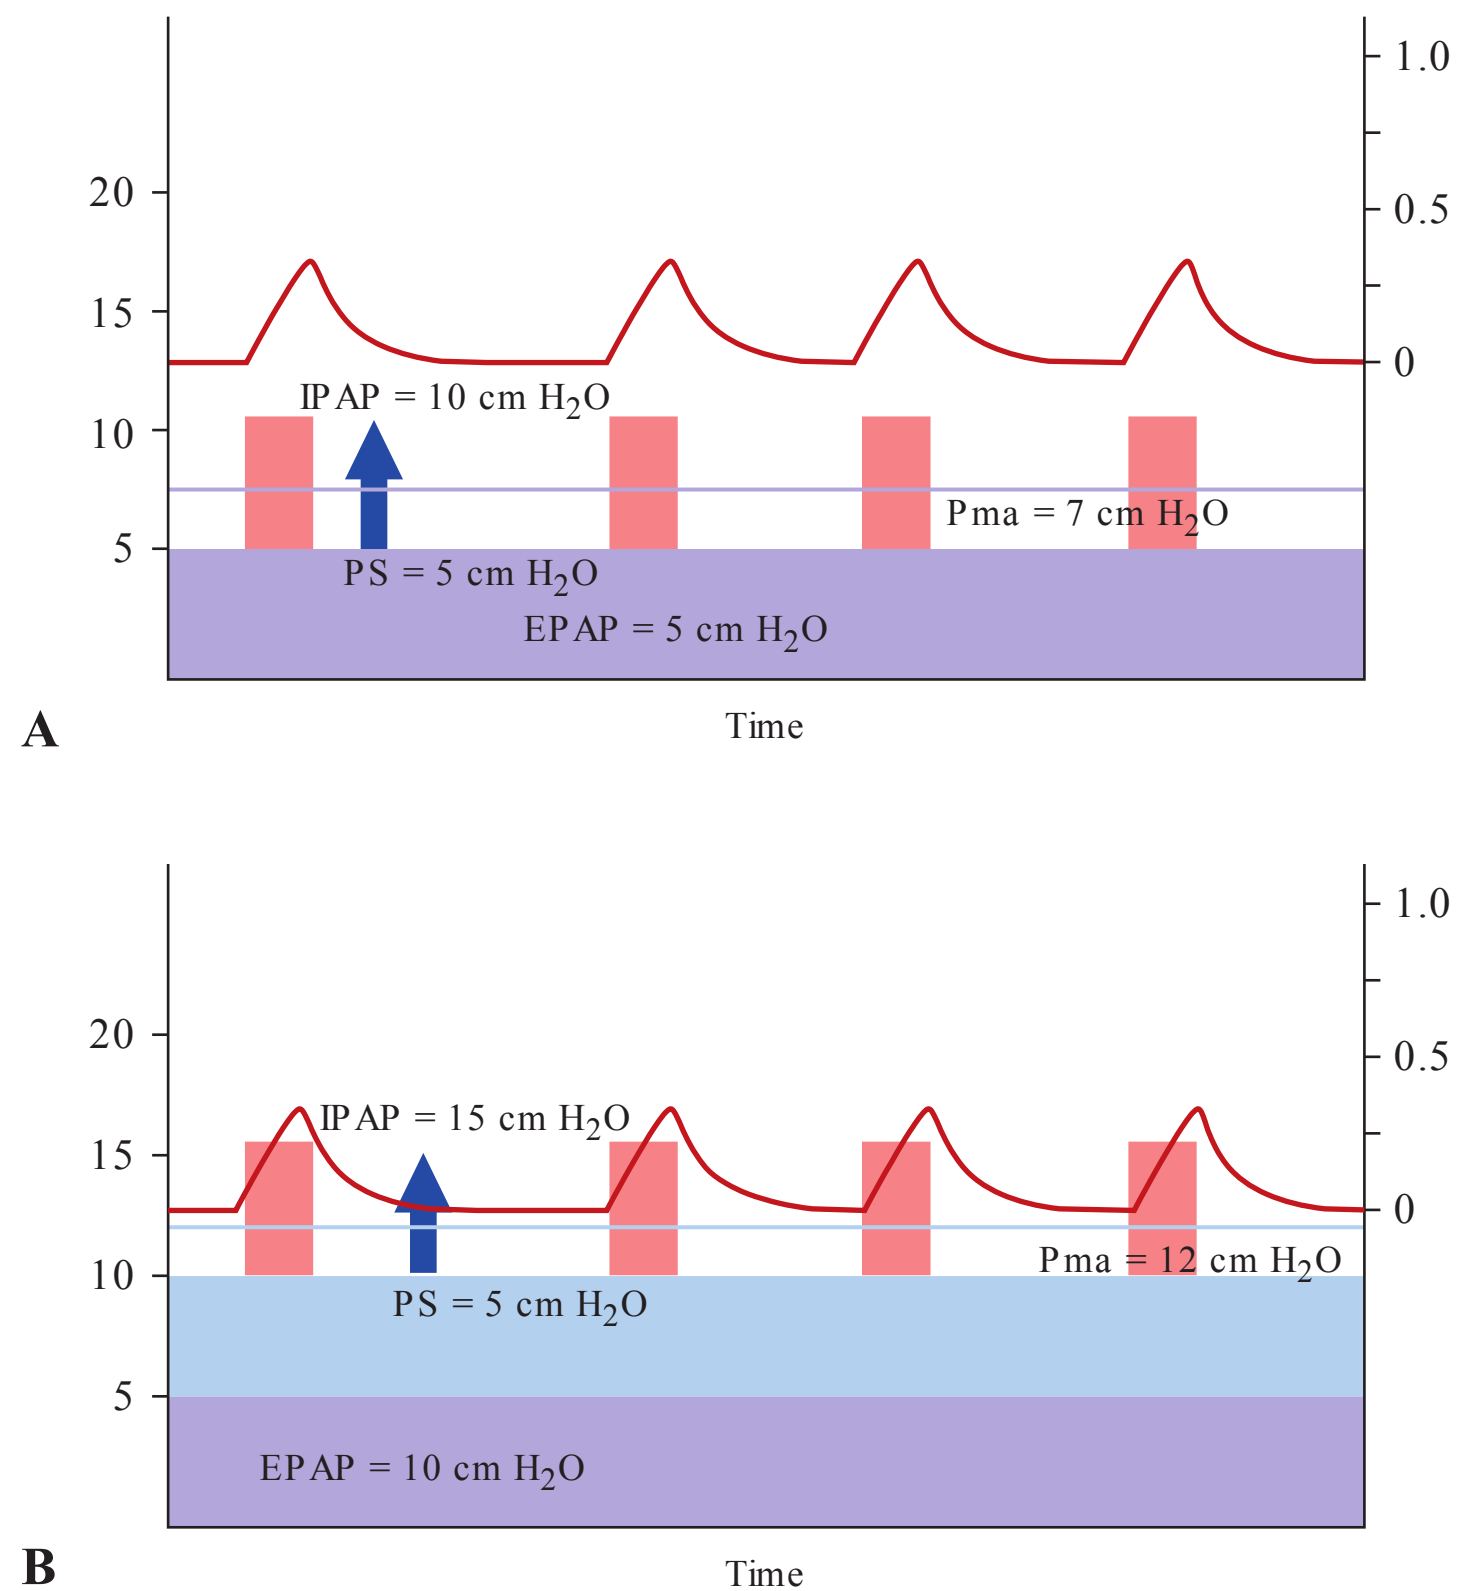 1.0
20
0.5
15
0
IPAP = 10 cm H₂O
10
Pma = 7 cm H₂O
5
PS = 5 cm H₂O
EPAP = 5 cm H₂O
A
Time
1.0
20
0.5
IPAP = 15 cm H₂O
15
0
Pma = 12 cm H₂O
10
PS = 5 cm H₂O
5
EPAP = 10 cm H₂O
B
Time